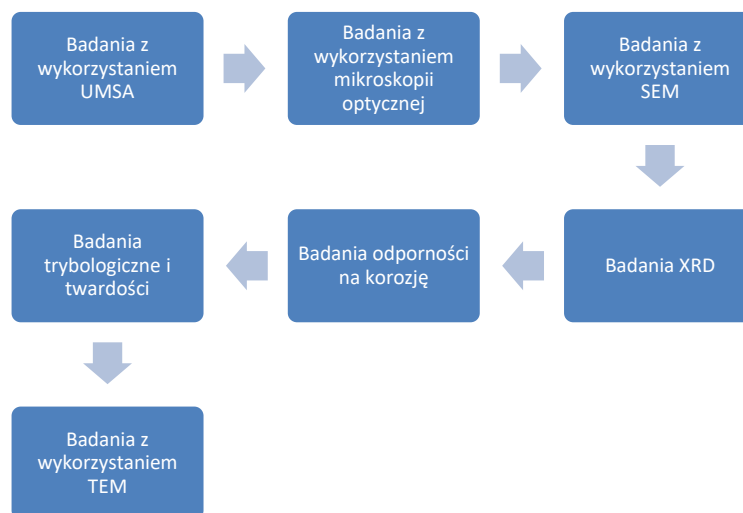 Badania z
wykorzystaniem
UMSA
Badania z
wykorzystaniem
mikroskopii
optycznej
Badania z
wykorzystaniem
SEM
Badania XRD
Badania odporności
na korozję
Badania
trybologiczne i
twardości
Badania z
wykorzystaniem
TEM